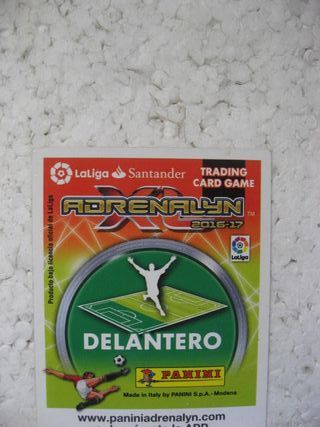 LaLiga Santander
TRADING
CARD GAME
ADRENALYN XL TM
2016-17
LaLiga
Producto bajo licencia oficial de LaLiga
DELANTERO
PANINI
Made in Italy by PANINI S.p.A. - Modena
www.paniniadrenalyn.com